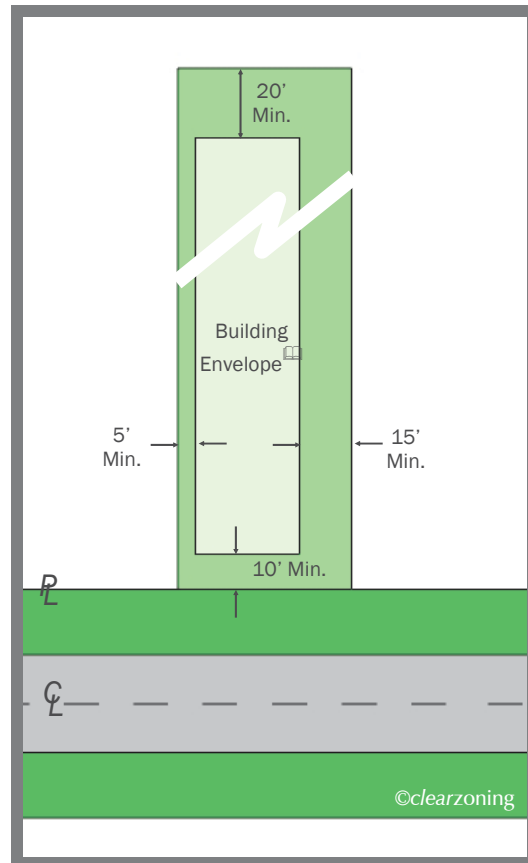 20’
Min.
Building
Envelope
5’
Min.
15’
Min.
10’ Min.
PL
CL
©clearzoning